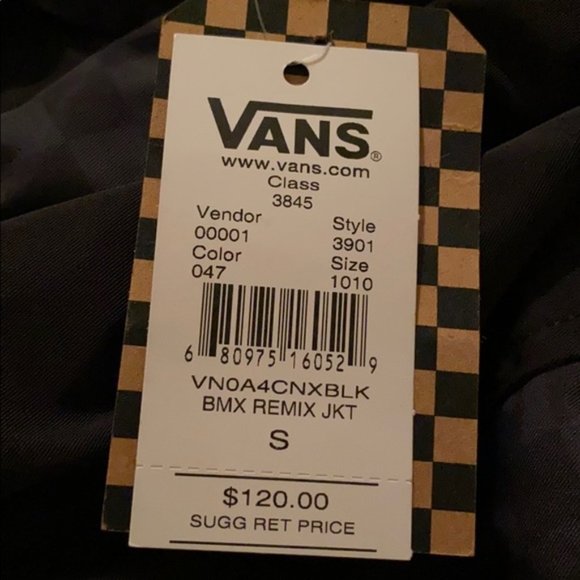 VANS®
www.vans.com
Class
3845
Vendor Style
00001 3901
Color Size
047 1010
6 80975 16052 9
VN0A4CNXBLK
BMX REMIX JKT
S
$120.00
SUGG RET PRICE